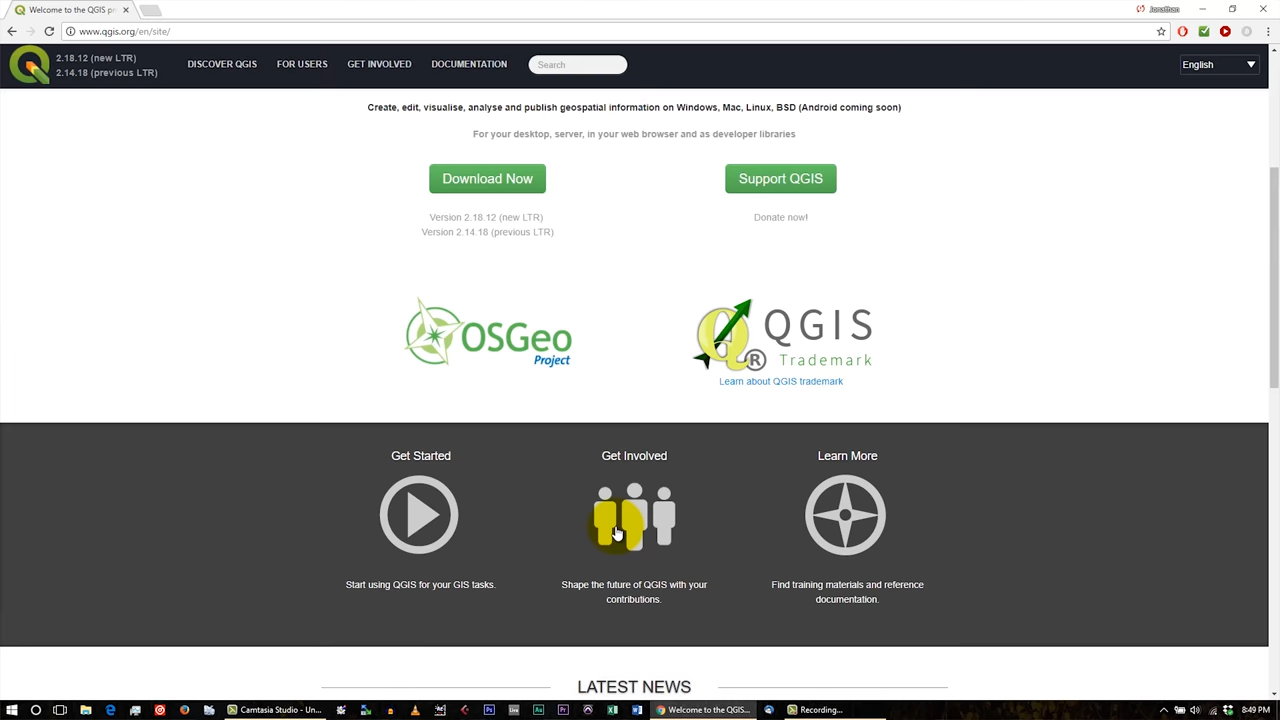 Welcome to the QGIS pr
Jonathan
www.qgis.org/en/site/
2.18.12 (new LTR)
2.14.18 (previous LTR)
DISCOVER QGIS
FOR USERS
GET INVOLVED
DOCUMENTATION
Search
English
Create, edit, visualise, analyse and publish geospatial information on Windows, Mac, Linux, BSD (Android coming soon)
For your desktop, server, in your web browser and as developer libraries
Download Now
Support QGIS
Version 2.18.12 (new LTR)
Version 2.14.18 (previous LTR)
Donate now!
OSGeo
Project
QGIS
Trademark
Learn about QGIS trademark
Get Started
Get Involved
Learn More
Start using QGIS for your GIS tasks.
Shape the future of QGIS with your
contributions.
Find training materials and reference
documentation.
LATEST NEWS
Camtasia Studio - Un...
Welcome to the QGIS...
Recording...
8:49 PM